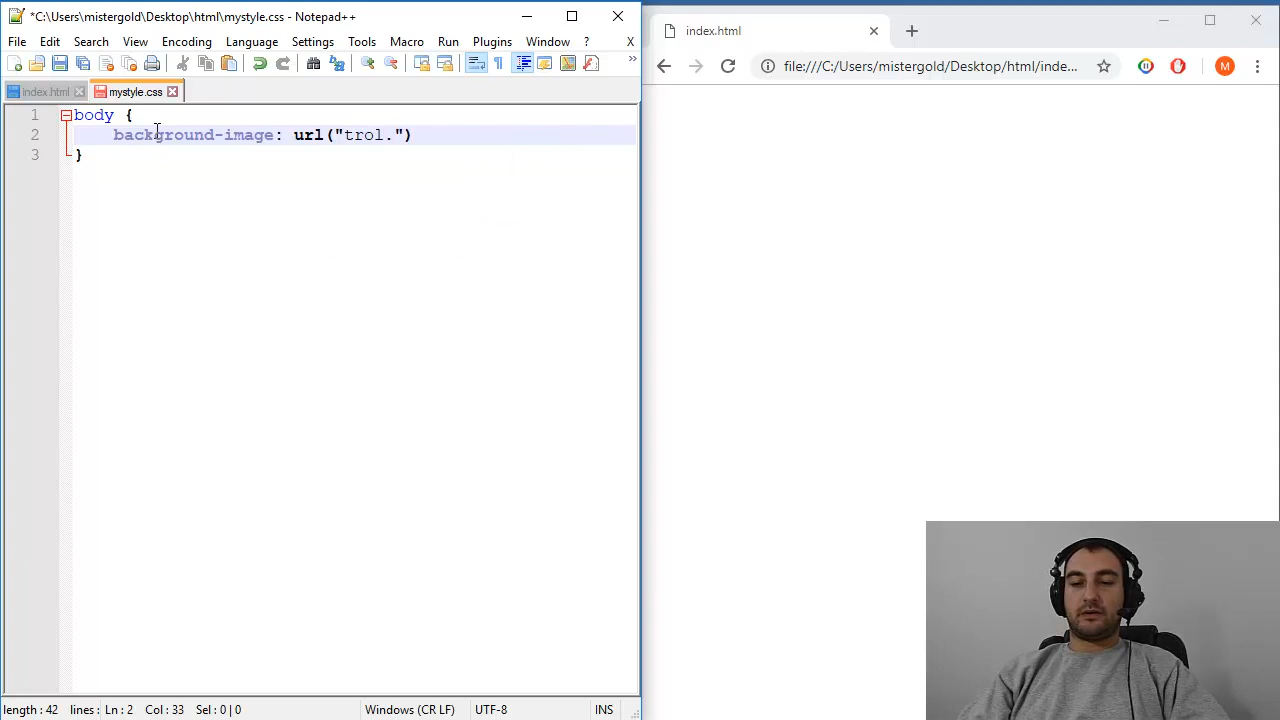 *C:\Users\mistergold\Desktop\html\mystyle.css - Notepad++
File Edit Search View Encoding Language Settings Tools Macro Run Plugins Window ? X
index.html mystyle.css
1 body {
2 background-image: url("trol.")
3 }
length : 42 lines : Ln : 2 Col : 33 Sel : 0 | 0 Windows (CR LF) UTF-8 INS
index.html
file:///C:/Users/mistergold/Desktop/html/inde... M